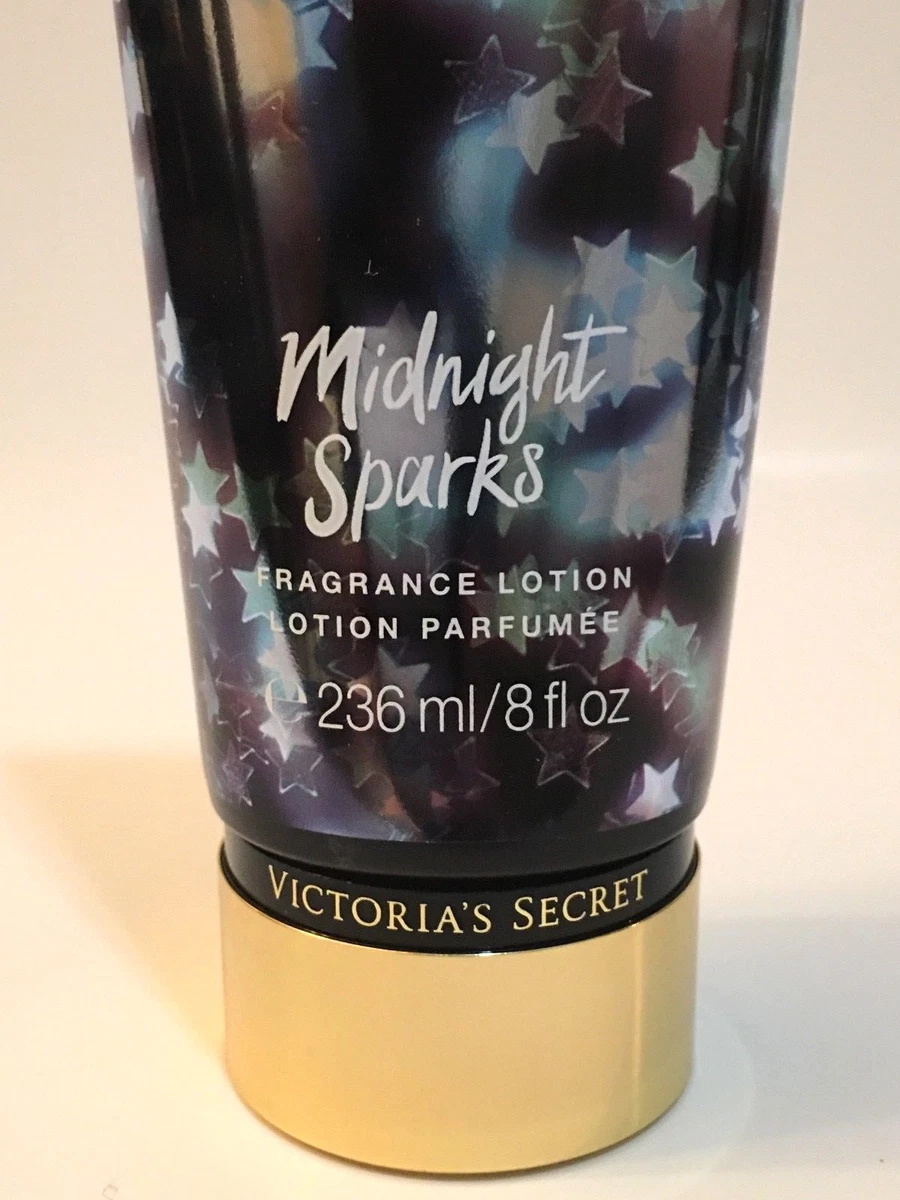 Midnight
Sparks
FRAGRANCE LOTION
LOTION PARFUMÉE
℮ 236 ml/8 fl oz
VICTORIA'S SECRET